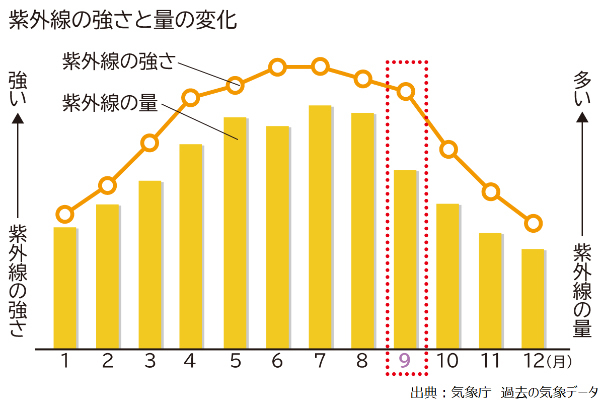 紫外線の強さと量の変化
紫外線の強さ
紫外線の量
強い
紫外線の強さ
多い
紫外線の量
1 2 3 4 5 6 7 8 9 10 11 12(月)
出典：気象庁 過去の気象データ